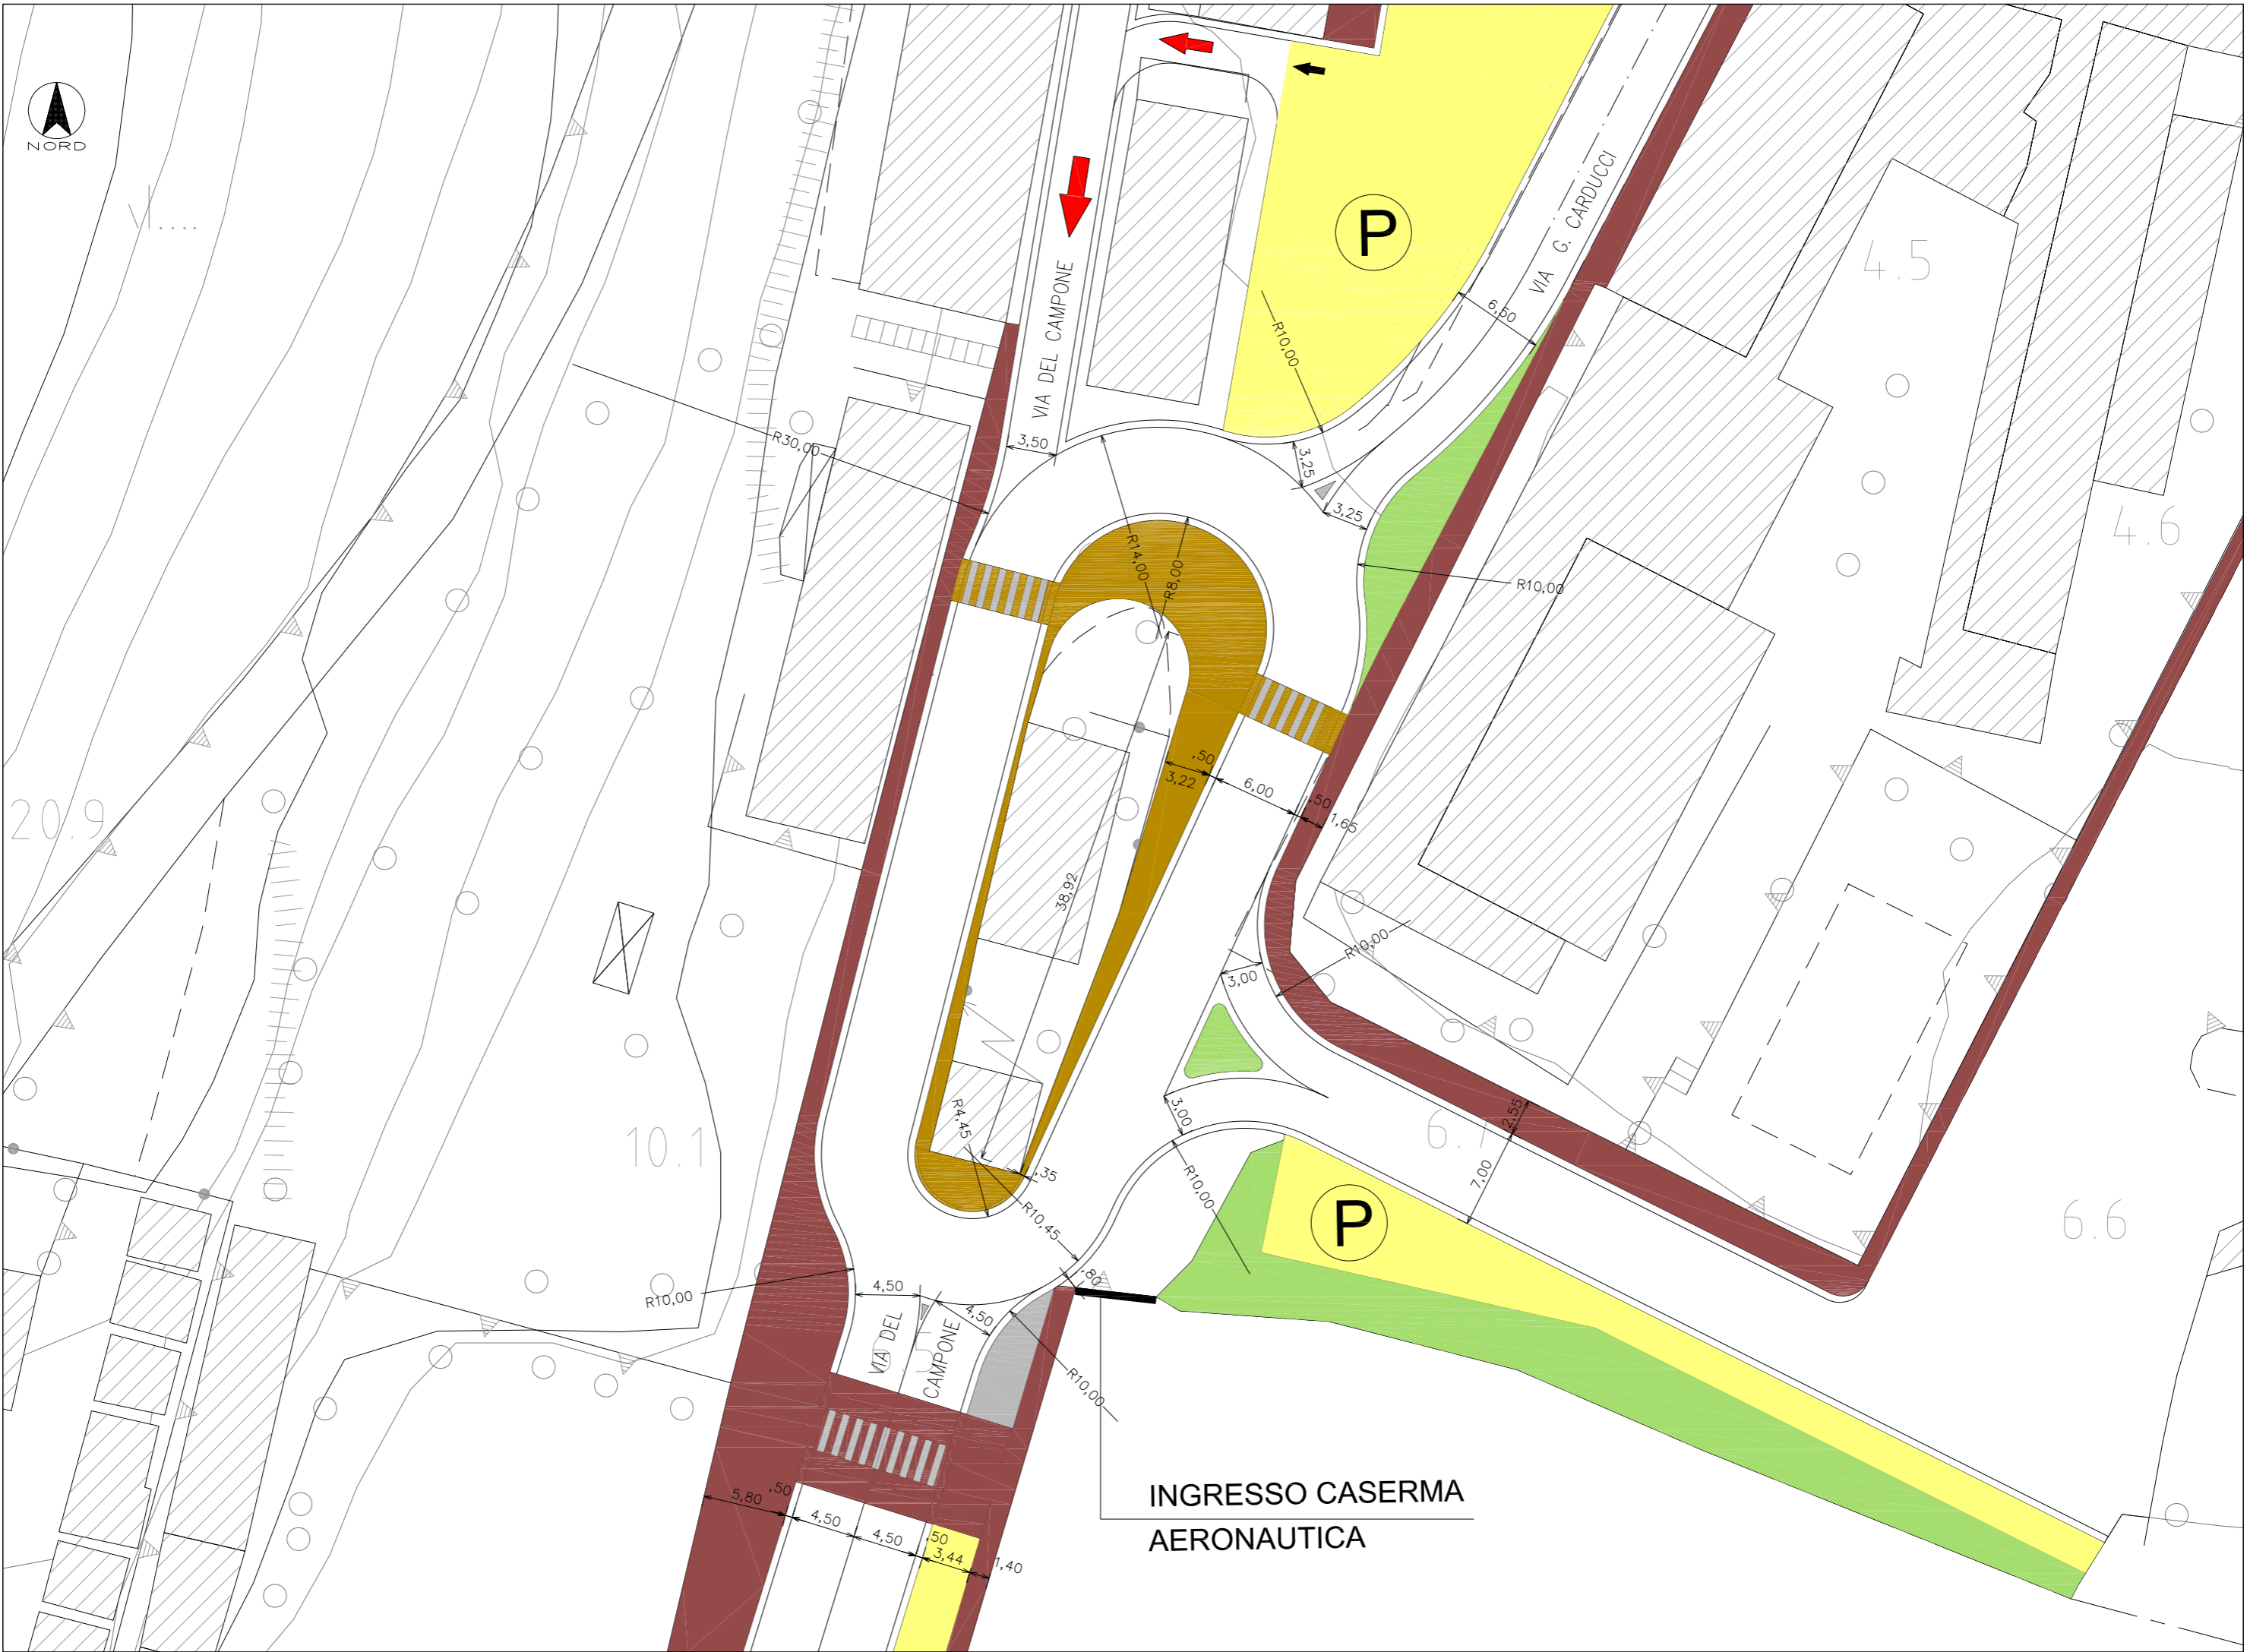 NORD
P
VIA G. CARDUCCI
4.5
VIA DEL CAMPONE
6,50
R10,00
R30,00
3,50
3,25
3,25
4.6
R14,00
R8,00
R10,00
,50
3,22
6,00
,50
1,65
20.9
38,92
R10,00
3,00
R4,45
3,00
2,55
10.1
,35
R10,00
7,00
P
6.6
R10,45
,80
R10,00
4,50
4,50
VIA DEL
CAMPONE
R10,00
INGRESSO CASERMA
AERONAUTICA
5,80
,50
4,50
4,50
,50
3,44
1,40